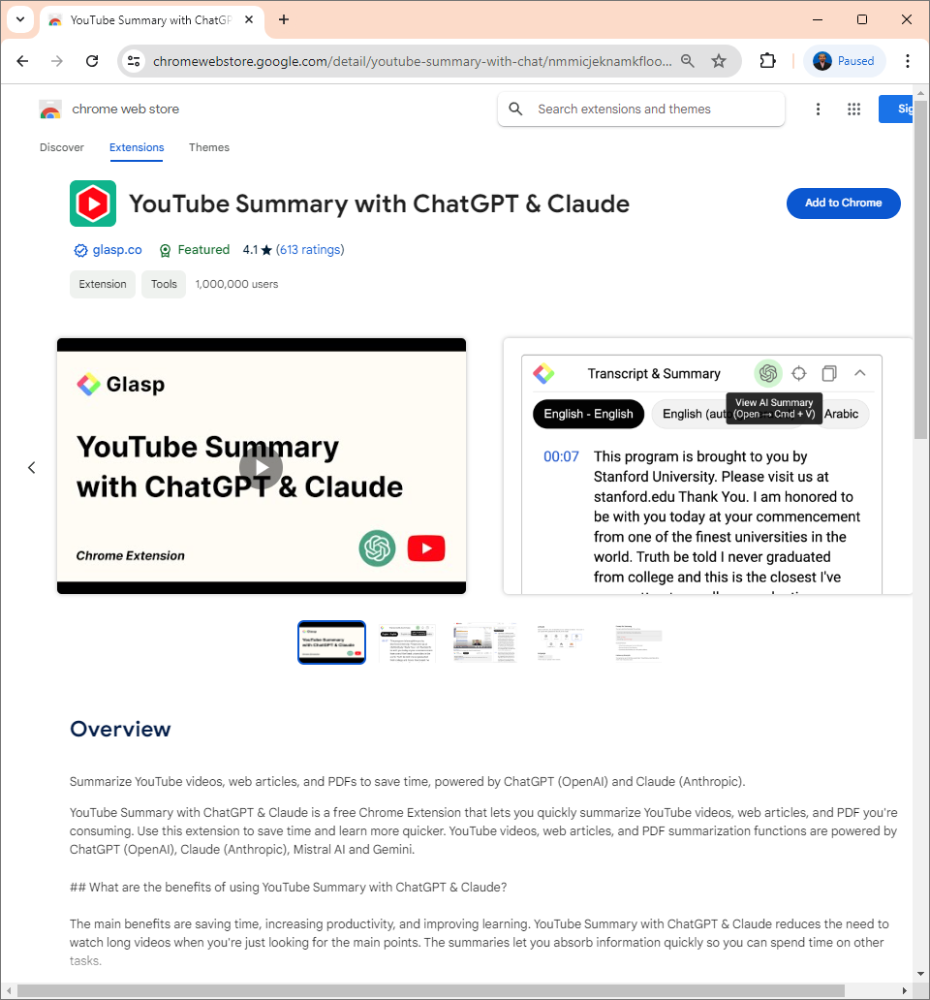 YouTube Summary with ChatGP
chromewebstore.google.com/detail/youtube-summary-with-chat/nmmicjeknamkfloo...
Paused
chrome web store
Search extensions and themes
Sig
Discover
Extensions
Themes
YouTube Summary with ChatGPT & Claude
Add to Chrome
glasp.co
Featured
4.1★ (613 ratings)
Extension
Tools
1,000,000 users
Glasp
YouTube Summary
with ChatGPT & Claude
Chrome Extension
Transcript & Summary
View AI Summary
(Open → Cmd + V)
English - English
English (auto
Arabic
00:07
This program is brought to you by
Stanford University. Please visit us at
stanford.edu Thank You. I am honored to
be with you today at your commencement
from one of the finest universities in the
world. Truth be told I never graduated
from college and this is the closest I've
Glasp
YouTube Summary
with ChatGPT & Claude
Overview
Summarize YouTube videos, web articles, and PDFs to save time, powered by ChatGPT (OpenAI) and Claude (Anthropic).
YouTube Summary with ChatGPT & Claude is a free Chrome Extension that lets you quickly summarize YouTube videos, web articles, and PDF you're
consuming. Use this extension to save time and learn more quicker. YouTube videos, web articles, and PDF summarization functions are powered by
ChatGPT (OpenAI), Claude (Anthropic), Mistral AI and Gemini.
## What are the benefits of using YouTube Summary with ChatGPT & Claude?
The main benefits are saving time, increasing productivity, and improving learning. YouTube Summary with ChatGPT & Claude reduces the need to
watch long videos when you're just looking for the main points. The summaries let you absorb information quickly so you can spend time on other
tasks.